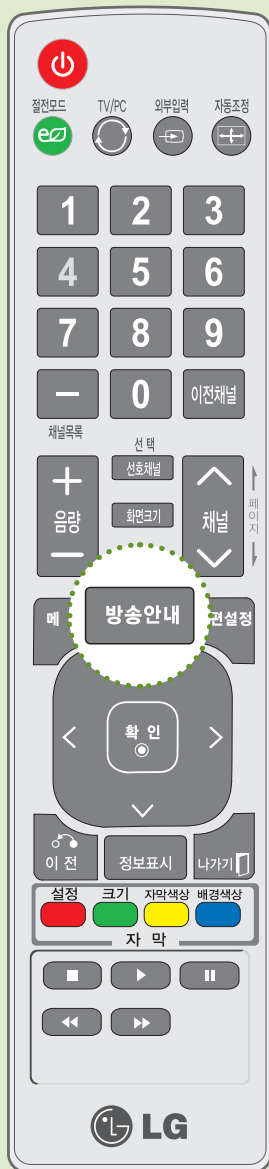 절전모드 TV/PC 외부입력 자동조정
1 2 3
4 5 6
7 8 9
- 0 이전채널
채널목록
선택
선호채널
+ 음량 -
화면크기
채널
페이지
메
방송안내
편설정
확인
이전
정보표시
나가기
설정 크기 자막색상 배경색상
자막
LG